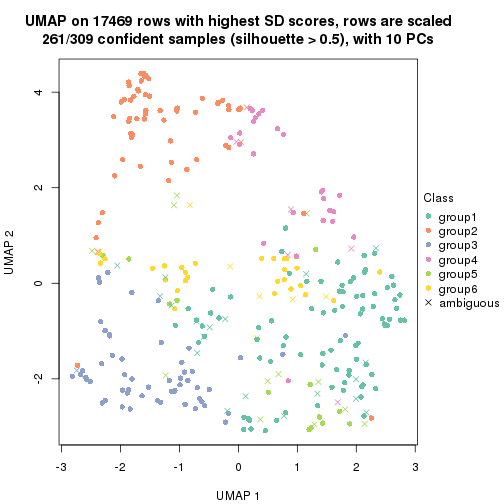 UMAP on 17469 rows with highest SD scores, rows are scaled
261/309 confident samples (silhouette > 0.5), with 10 PCs
4
2
0
-2
UMAP 2
-3
-2
-1
0
1
2
3
UMAP 1
Class
group1
group2
group3
group4
group5
group6
ambiguous